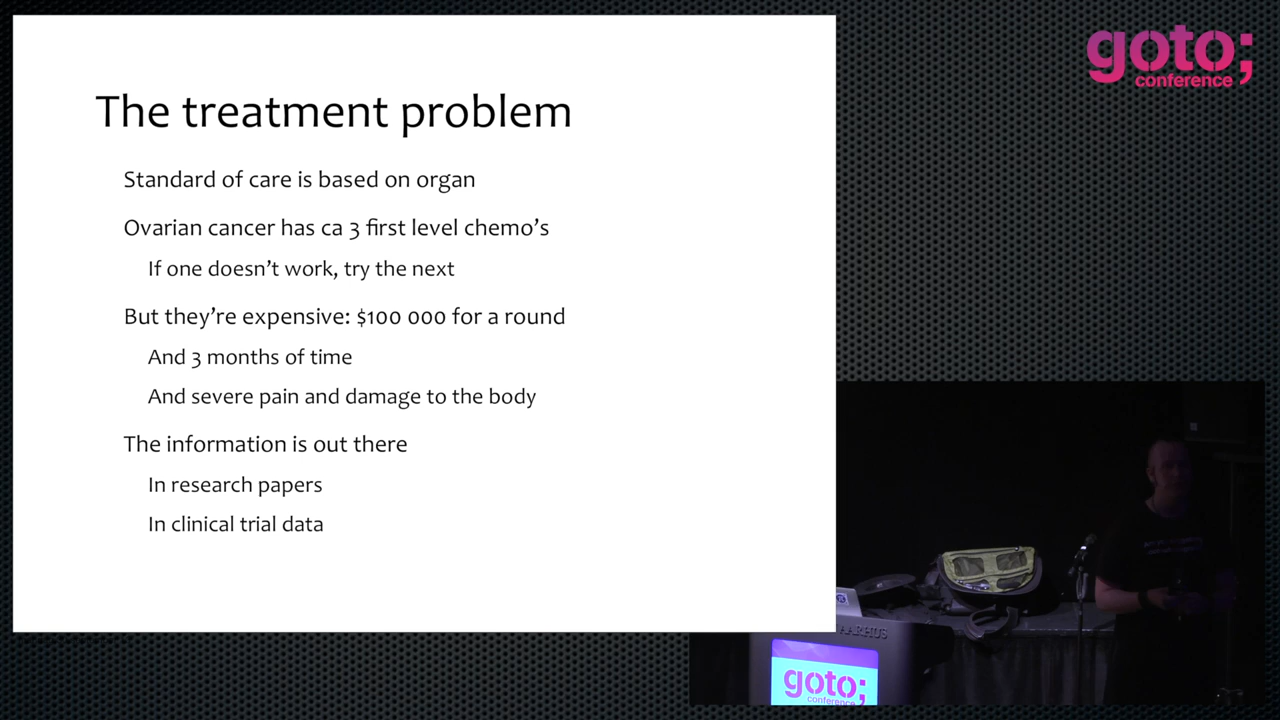 The treatment problem
Standard of care is based on organ
Ovarian cancer has ca 3 first level chemo's
If one doesn't work, try the next
But they're expensive: $100 000 for a round
And 3 months of time
And severe pain and damage to the body
The information is out there
In research papers
In clinical trial data
goto;
conference
AARHUS
goto;
conference